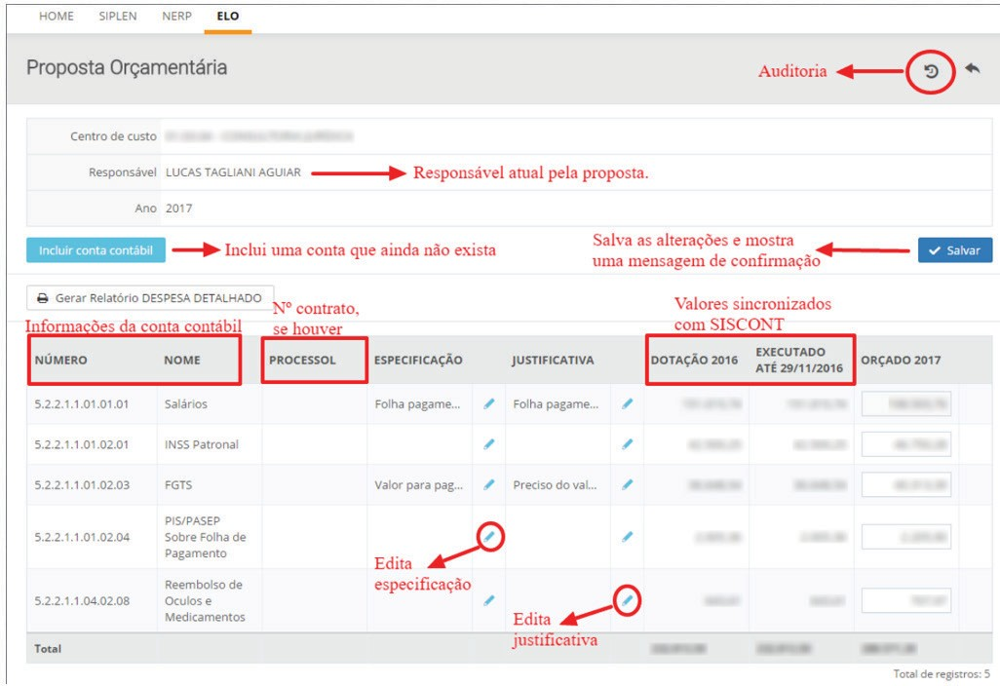 HOME SIPLEN NERP ELO
Proposta Orçamentária
Auditoria
Centro de custo
Responsável LUCAS TAGLIANI AGUIAR
Responsável atual pela proposta.
Ano 2017
Incluir conta contábil
Inclui uma conta que ainda não exista
Salva as alterações e mostra
uma mensagem de confirmação
Salvar
Gerar Relatório DESPESA DETALHADO
Informações da conta contábil
Nº contrato,
se houver
Valores sincronizados
com SISCONT
NÚMERO NOME PROCESSOL ESPECIFICAÇÃO JUSTIFICATIVA DOTAÇÃO 2016 EXECUTADO
ATÉ 29/11/2016 ORÇADO 2017
5.2.2.1.1.01.01.01 Salários Folha pagame... Folha pagame...
5.2.2.1.1.01.02.01 INSS Patronal
5.2.2.1.1.01.02.03 FGTS Valor para pag... Preciso do val...
5.2.2.1.1.01.02.04 PIS/PASEP
Sobre Folha de
Pagamento
Edita
especificação
5.2.2.1.1.04.02.08 Reembolso de
Oculos e
Medicamentos
Edita
justificativa
Total
Total de registros: 5